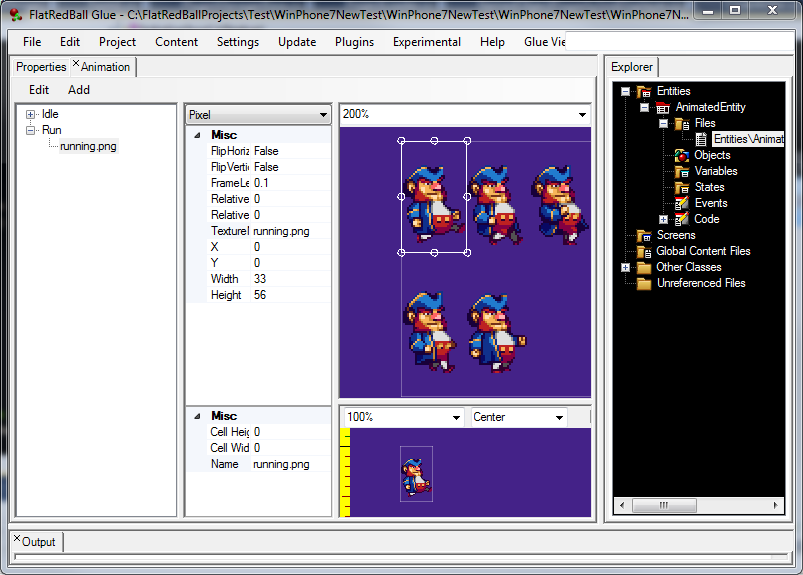 FlatRedBall Glue - C:\FlatRedBallProjects\Test\WinPhone7NewTest\WinPhone7NewTest\WinPhone7NewTest\WinPhone7N...
File Edit Project Content Settings Update Plugins Experimental Help Glue Vie
Properties Animation
Edit Add
Idle
Run
running.png
Pixel
Misc
FlipHoriz False
FlipVertic False
FrameLe 0.1
Relative 0
Relative 0
TextureI running.png
X 0
Y 0
Width 33
Height 56
Misc
Cell Heig 0
Cell Wid 0
Name running.png
200%
100% Center
Explorer
Entities
AnimatedEntity
Files
Entities\Animat
Objects
Variables
States
Events
Code
Screens
Global Content Files
Other Classes
Unreferenced Files
Output